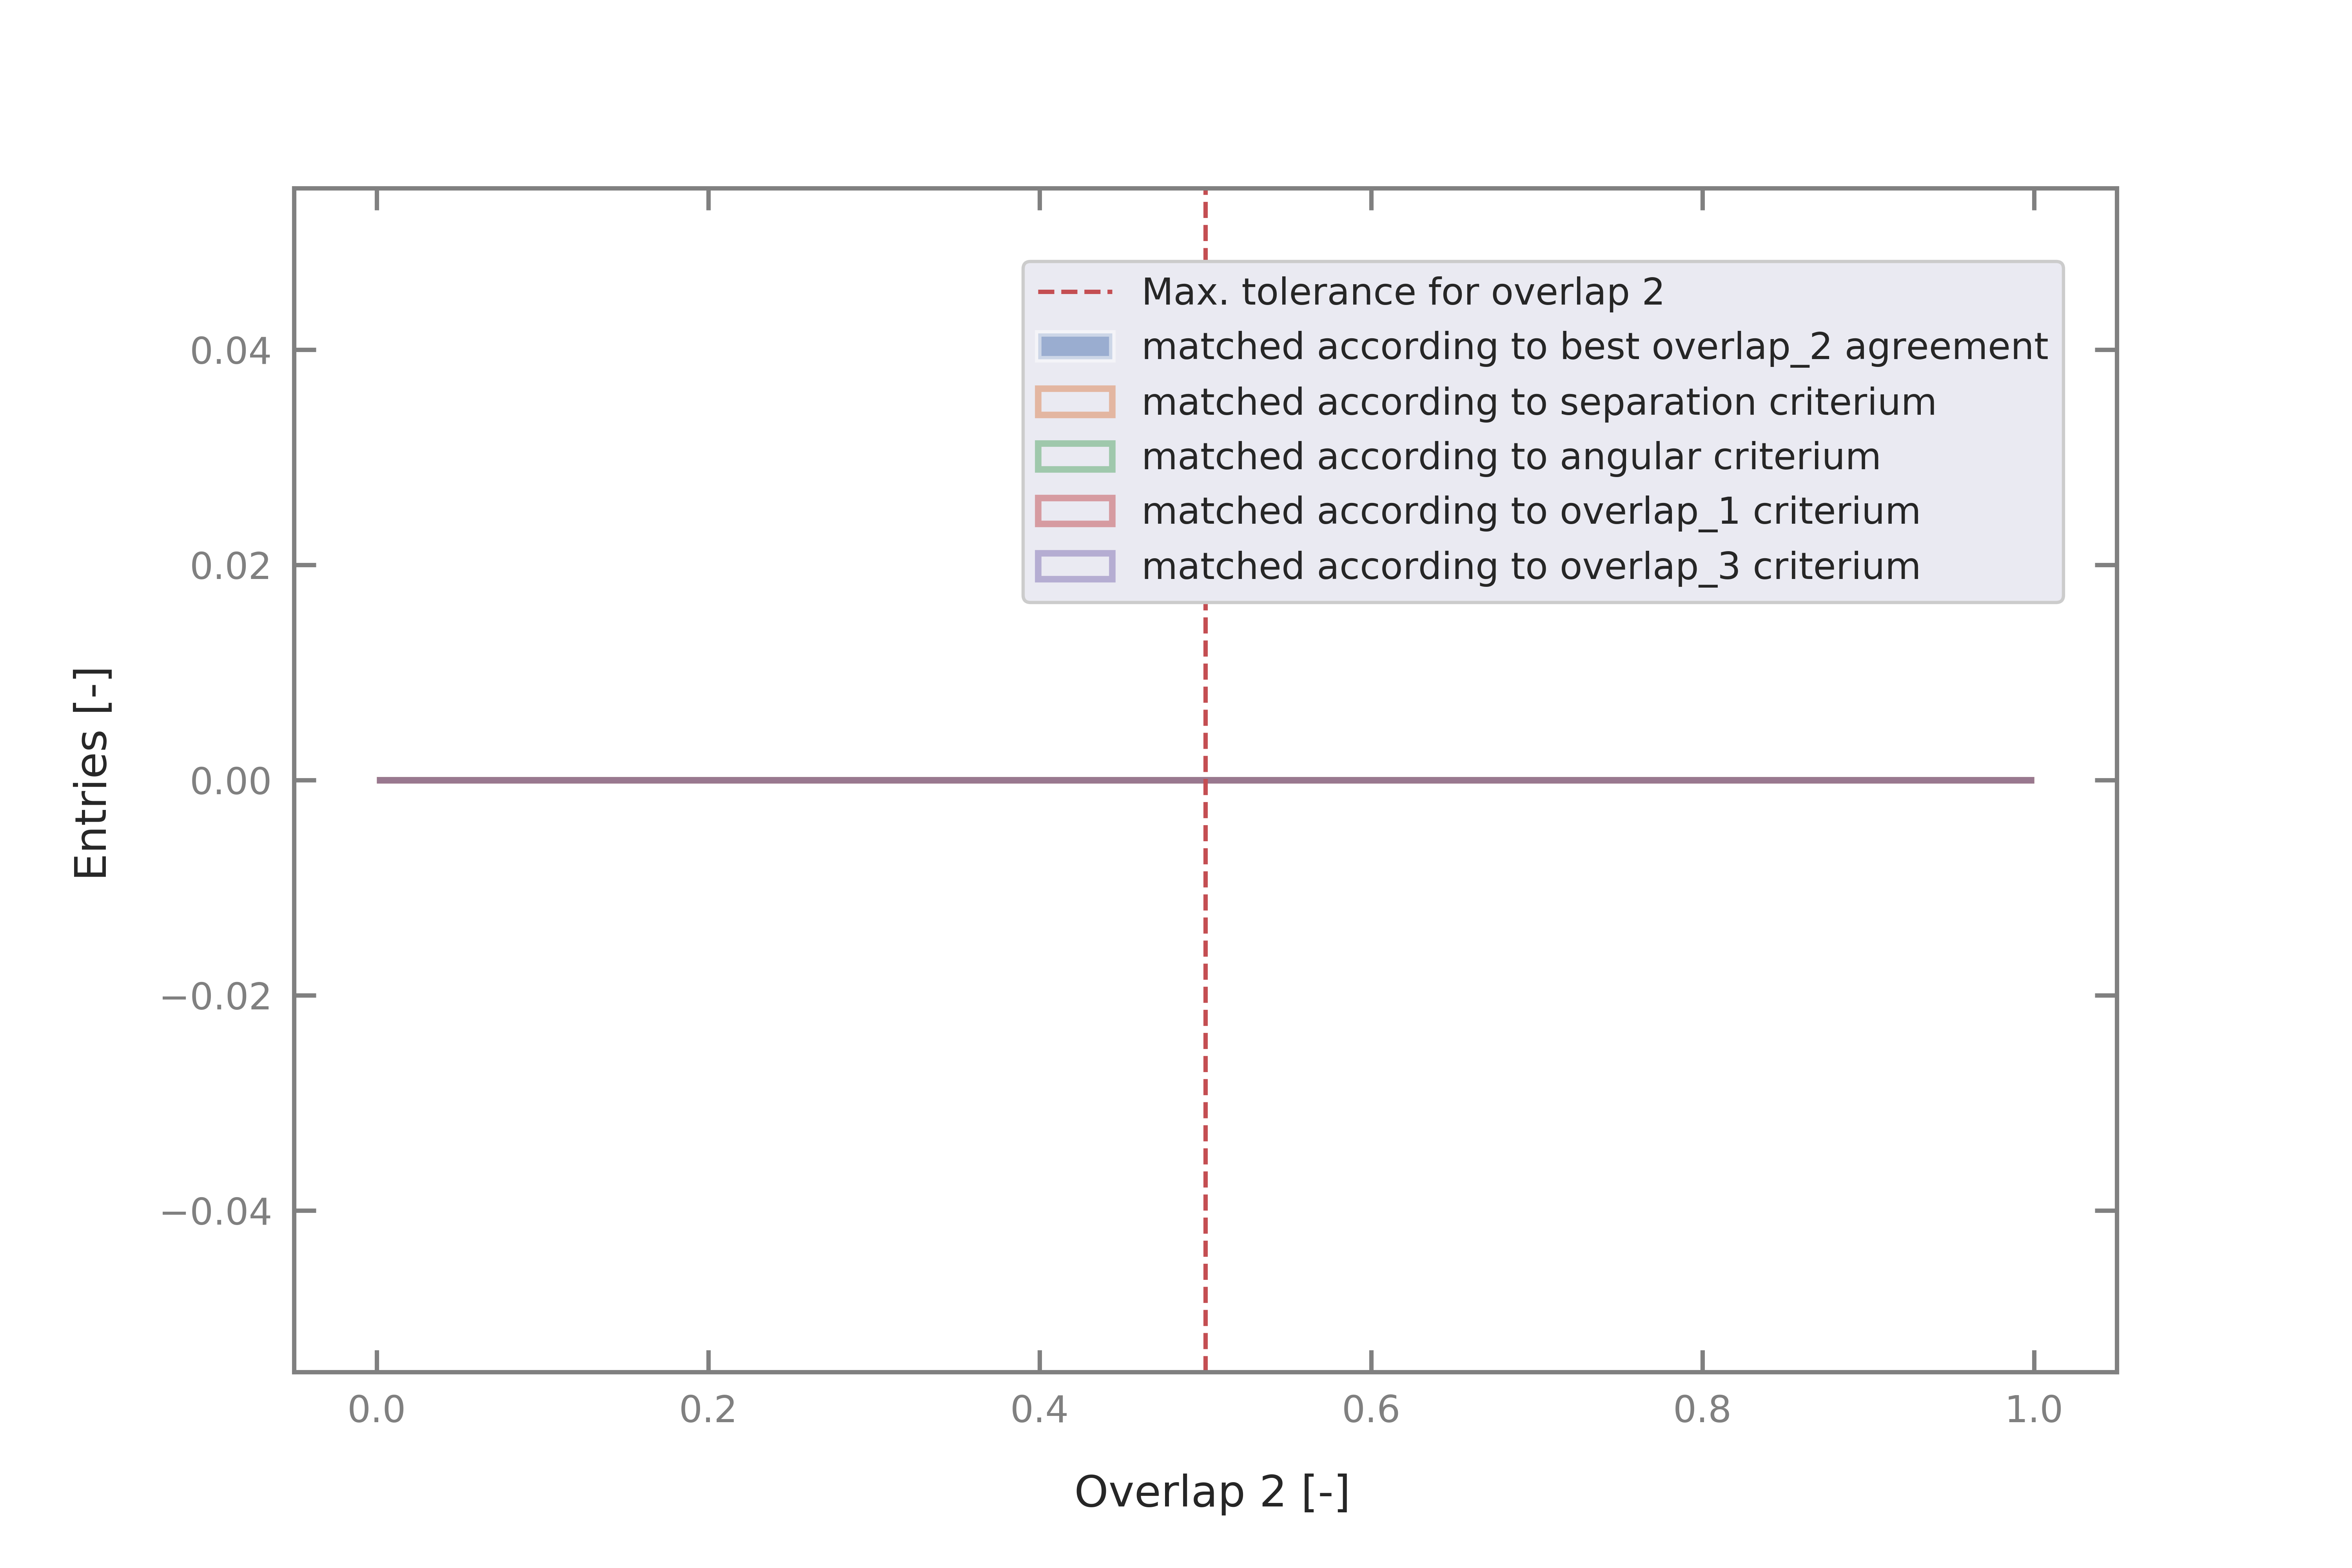 Max. tolerance for overlap 2
matched according to best overlap_2 agreement
matched according to separation criterium
matched according to angular criterium
matched according to overlap_1 criterium
matched according to overlap_3 criterium
0.04
0.02
0.00
−0.02
−0.04
Entries [-]
0.0 0.2 0.4 0.6 0.8 1.0
Overlap 2 [-]